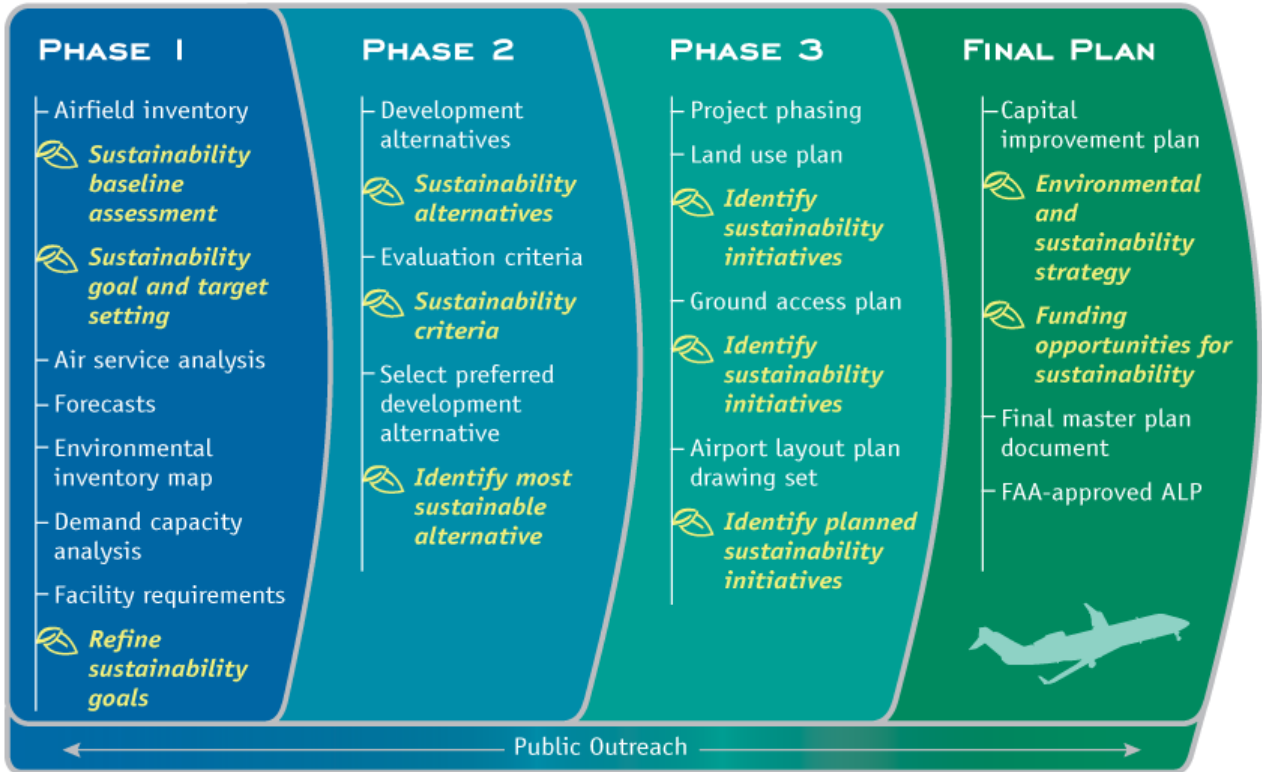 PHASE 1
Airfield inventory
Sustainability
baseline
assessment
Sustainability
goal and target
setting
Air service analysis
Forecasts
Environmental
inventory map
Demand capacity
analysis
Facility requirements
Refine
sustainability
goals
PHASE 2
Development
alternatives
Sustainability
alternatives
Evaluation criteria
Sustainability
criteria
Select preferred
development
alternative
Identify most
sustainable
alternative
PHASE 3
Project phasing
Land use plan
Identify
sustainability
initiatives
Ground access plan
Identify
sustainability
initiatives
Airport layout plan
drawing set
Identify planned
sustainability
initiatives
FINAL PLAN
Capital
improvement plan
Environmental
and
sustainability
strategy
Funding
opportunities for
sustainability
Final master plan
document
FAA-approved ALP
Public Outreach